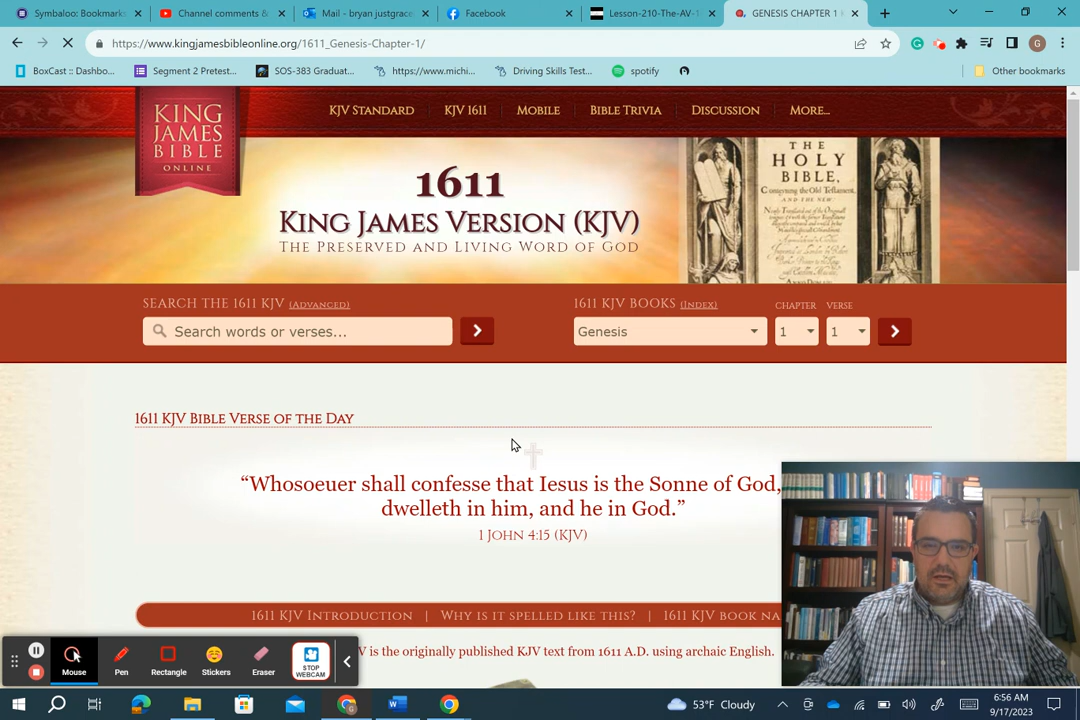 Symbaloo: Bookmarks
Channel comments &
Mail - bryan justgrace
Facebook
Lesson-210-The-AV-1
GENESIS CHAPTER 1
https://www.kingjamesbibleonline.org/1611_Genesis-Chapter-1/
G
BoxCast :: Dashbo...
Segment 2 Pretest...
SOS-383 Graduat...
https://www.michi...
Driving Skills Test...
spotify
Other bookmarks
KING
JAMES
BIBLE
ONLINE
KJV STANDARD
KJV 1611
MOBILE
BIBLE TRIVIA
DISCUSSION
MORE...
1611
KING JAMES VERSION (KJV)
THE PRESERVED AND LIVING WORD OF GOD
THE
HOLY
BIBLE,
Conteyning the Old Testament,
AND THE NEW.
SEARCH THE 1611 KJV (ADVANCED)
1611 KJV BOOKS (INDEX)
CHAPTER
VERSE
Search words or verses...
Genesis
1
1
1611 KJV BIBLE VERSE OF THE DAY
“Whosoeuer shall confesse that Iesus is the Sonne of God,
dwelleth in him, and he in God.”
1 JOHN 4:15 (KJV)
1611 KJV INTRODUCTION | WHY IS IT SPELLED LIKE THIS? | 1611 KJV BOOK NA
V is the originally published KJV text from 1611 A.D. using archaic English.
Mouse
Pen
Rectangle
Stickers
Eraser
STOP
WEBCAM
53°F Cloudy
6:56 AM
9/17/2023